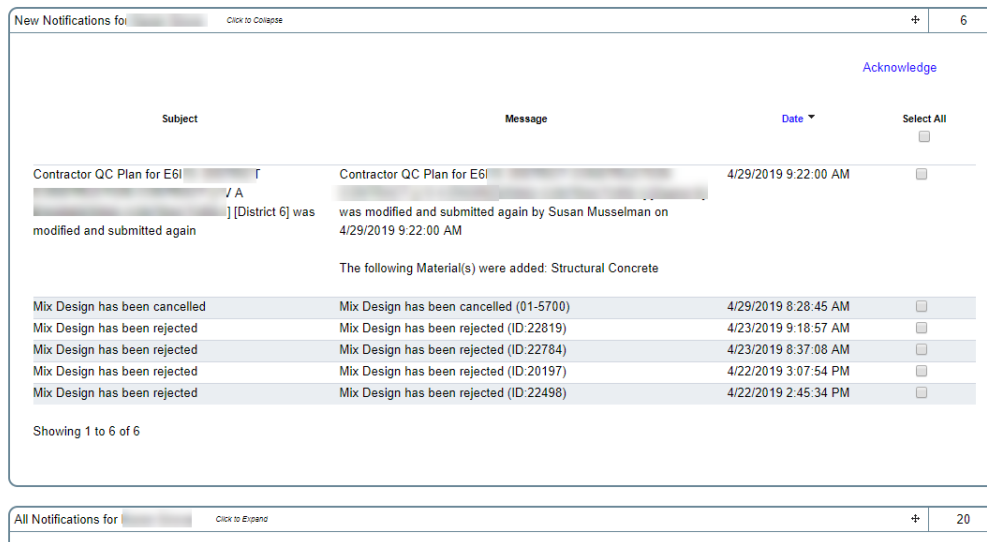 New Notifications for Click to Collapse 6
Acknowledge
Subject Message Date Select All
Contractor QC Plan for E6 Contractor QC Plan for E6 4/29/2019 9:22:00 AM
V A
] [District 6] was was modified and submitted again by Susan Musselman on
modified and submitted again 4/29/2019 9:22:00 AM
The following Material(s) were added: Structural Concrete
Mix Design has been cancelled Mix Design has been cancelled (01-5700) 4/29/2019 8:28:45 AM
Mix Design has been rejected Mix Design has been rejected (ID:22819) 4/23/2019 9:18:57 AM
Mix Design has been rejected Mix Design has been rejected (ID:22784) 4/23/2019 8:37:08 AM
Mix Design has been rejected Mix Design has been rejected (ID:20197) 4/22/2019 3:07:54 PM
Mix Design has been rejected Mix Design has been rejected (ID:22498) 4/22/2019 2:45:34 PM
Showing 1 to 6 of 6
All Notifications for Click to Expand 20